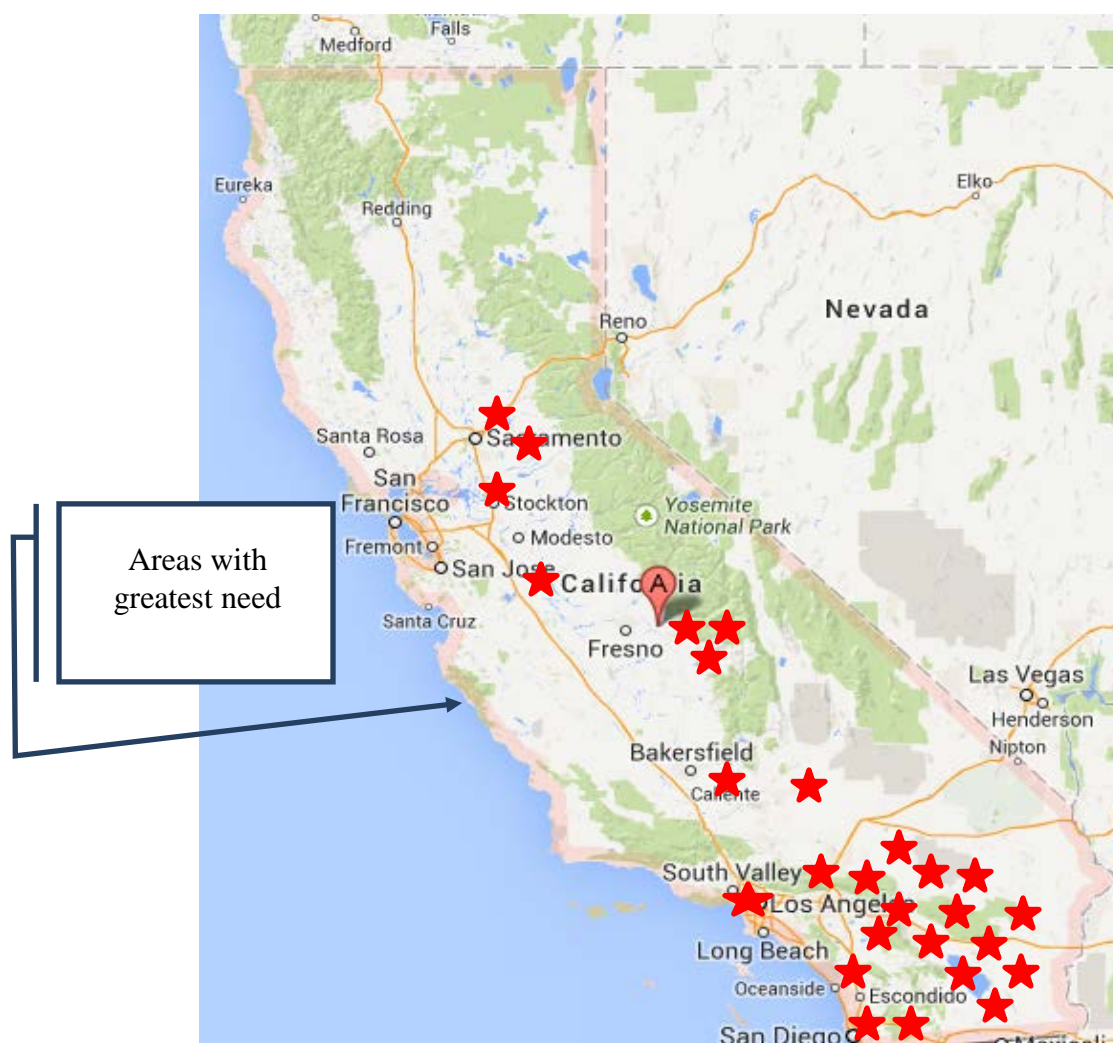 Falls
Medford
Eureka
Redding
Elko
Nevada
Reno
Santa Rosa
Sacramento
San
Francisco
Stockton
Yosemite
National Park
Modesto
Fremont
San Jose
California
A
Santa Cruz
Fresno
Areas with
greatest need
Las Vegas
Henderson
Nipton
Bakersfield
Caliente
South Valley
Los Angeles
Long Beach
Oceanside
Escondido
San Diego
Mexicali